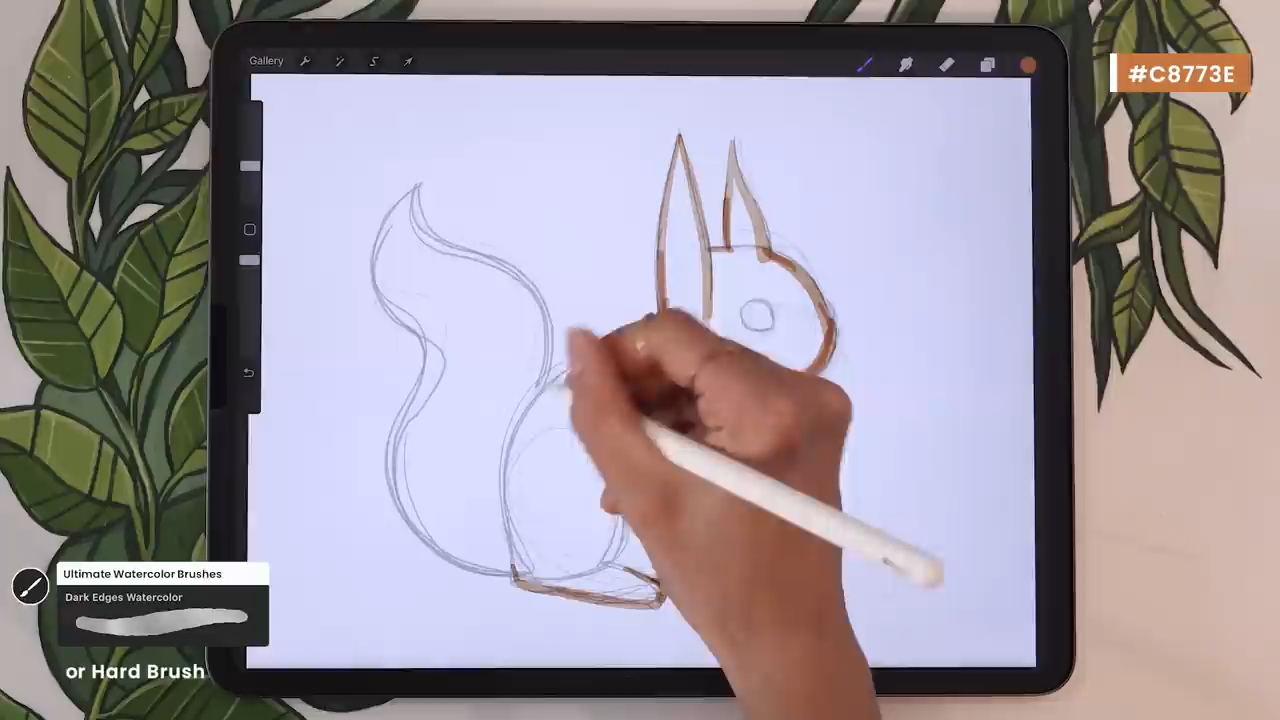 Gallery
#C8773E
Ultimate Watercolor Brushes
Dark Edges Watercolor
or Hard Brush